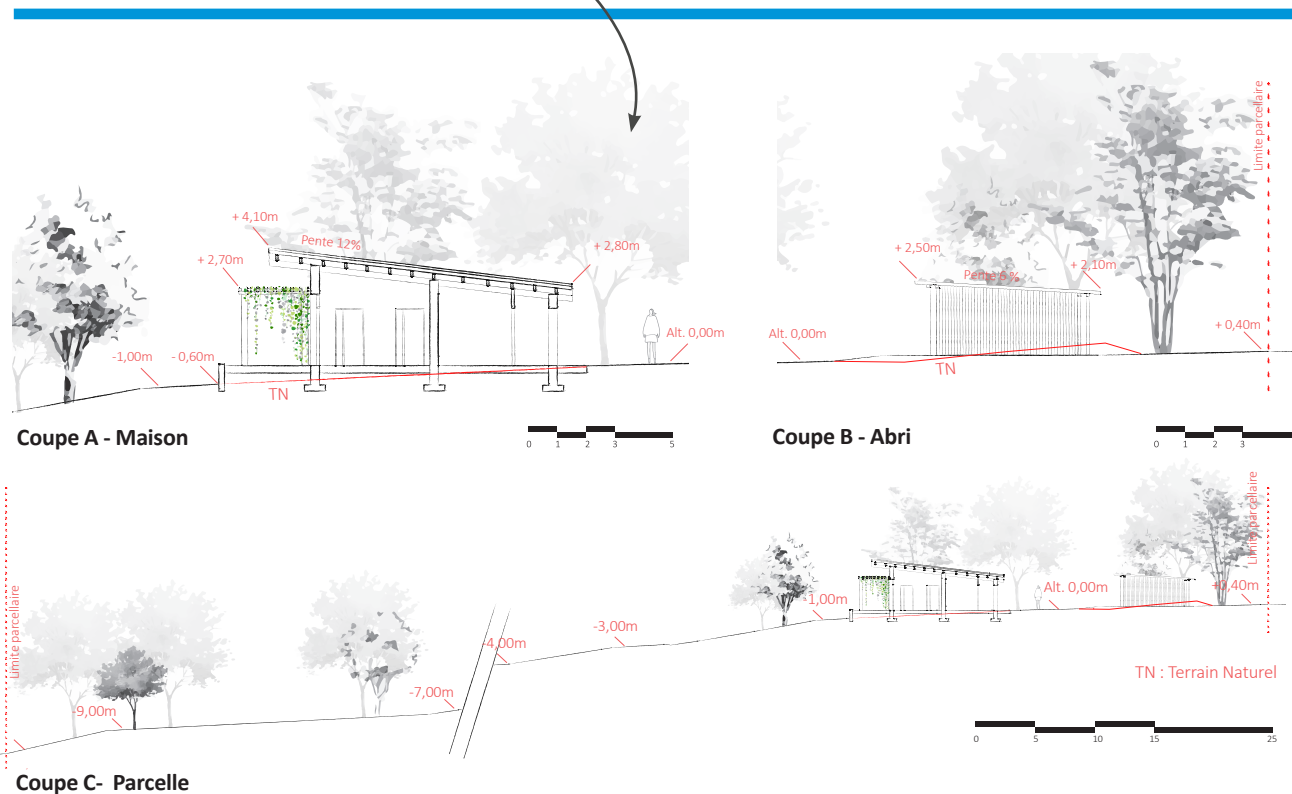 + 4,10m
Pente 12%
+ 2,70m
+ 2,80m
-1,00m
- 0,60m
Alt. 0,00m
TN
Coupe A - Maison
0 1 2 3 5
Limite parcellaire
+ 2,50m
Pente 6 %
+ 2,10m
Alt. 0,00m
+ 0,40m
TN
Coupe B - Abri
0 1 2 3
Limite parcellaire
-9,00m
-7,00m
-4,00m
-3,00m
-1,00m
Alt. 0,00m
+0,40m
Limite parcellaire
TN : Terrain Naturel
0 5 10 15 25
Coupe C- Parcelle